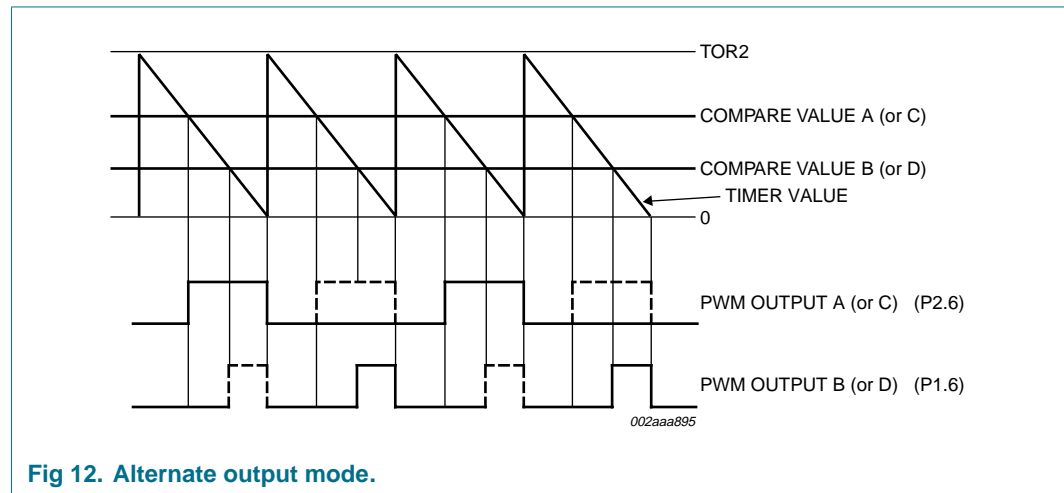 TOR2
COMPARE VALUE A (or C)
COMPARE VALUE B (or D)
TIMER VALUE
0
PWM OUTPUT A (or C) (P2.6)
PWM OUTPUT B (or D) (P1.6)
002aaa895
Fig 12. Alternate output mode.